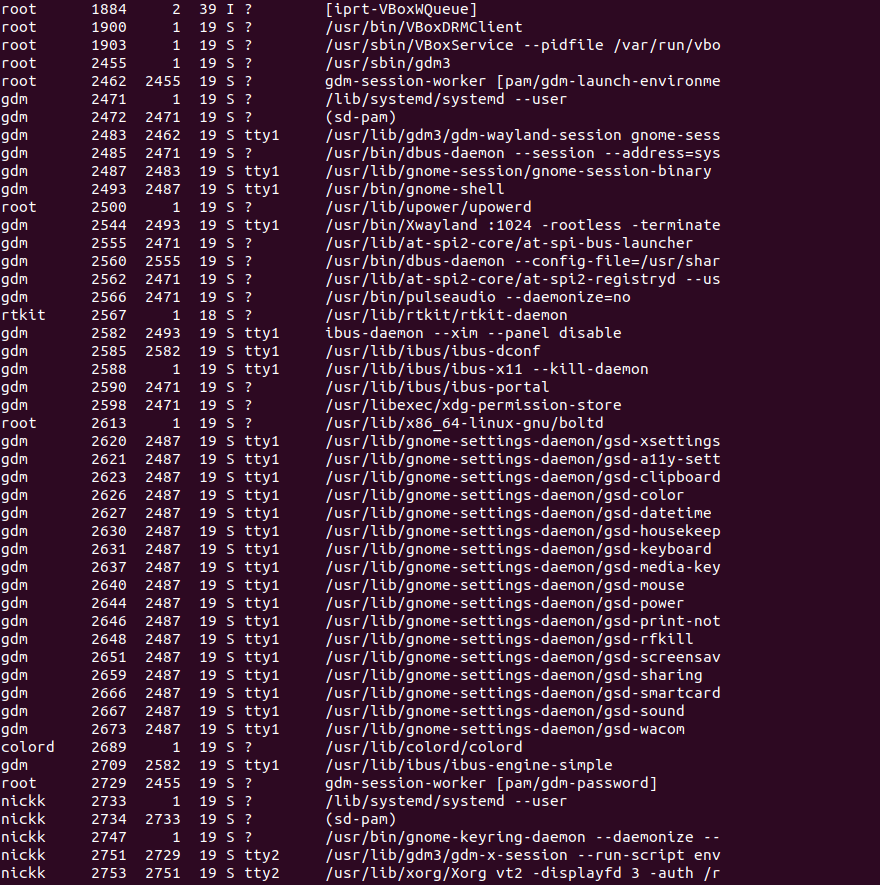 root 1884 2 39 I ? [iprt-VBoxWQueue]
root 1900 1 19 S ? /usr/bin/VBoxDRMClient
root 1903 1 19 S ? /usr/sbin/VBoxService --pidfile /var/run/vbo
root 2455 1 19 S ? /usr/sbin/gdm3
root 2462 2455 19 S ? gdm-session-worker [pam/gdm-launch-environme
gdm 2471 1 19 S ? /lib/systemd/systemd --user
gdm 2472 2471 19 S ? (sd-pam)
gdm 2483 2462 19 S tty1 /usr/lib/gdm3/gdm-wayland-session gnome-sess
gdm 2485 2471 19 S ? /usr/bin/dbus-daemon --session --address=sys
gdm 2487 2483 19 S tty1 /usr/lib/gnome-session/gnome-session-binary
gdm 2493 2487 19 S tty1 /usr/bin/gnome-shell
root 2500 1 19 S ? /usr/lib/upower/upowerd
gdm 2544 2493 19 S tty1 /usr/bin/Xwayland :1024 -rootless -terminate
gdm 2555 2471 19 S ? /usr/lib/at-spi2-core/at-spi-bus-launcher
gdm 2560 2555 19 S ? /usr/bin/dbus-daemon --config-file=/usr/shar
gdm 2562 2471 19 S ? /usr/lib/at-spi2-core/at-spi2-registryd --us
gdm 2566 2471 19 S ? /usr/bin/pulseaudio --daemonize=no
rtkit 2567 1 18 S ? /usr/lib/rtkit/rtkit-daemon
gdm 2582 2493 19 S tty1 ibus-daemon --xim --panel disable
gdm 2585 2582 19 S tty1 /usr/lib/ibus/ibus-dconf
gdm 2588 1 19 S tty1 /usr/lib/ibus/ibus-x11 --kill-daemon
gdm 2590 2471 19 S ? /usr/lib/ibus/ibus-portal
gdm 2598 2471 19 S ? /usr/libexec/xdg-permission-store
root 2613 1 19 S ? /usr/lib/x86_64-linux-gnu/boltd
gdm 2620 2487 19 S tty1 /usr/lib/gnome-settings-daemon/gsd-xsettings
gdm 2621 2487 19 S tty1 /usr/lib/gnome-settings-daemon/gsd-a11y-sett
gdm 2623 2487 19 S tty1 /usr/lib/gnome-settings-daemon/gsd-clipboard
gdm 2626 2487 19 S tty1 /usr/lib/gnome-settings-daemon/gsd-color
gdm 2627 2487 19 S tty1 /usr/lib/gnome-settings-daemon/gsd-datetime
gdm 2630 2487 19 S tty1 /usr/lib/gnome-settings-daemon/gsd-housekeep
gdm 2631 2487 19 S tty1 /usr/lib/gnome-settings-daemon/gsd-keyboard
gdm 2637 2487 19 S tty1 /usr/lib/gnome-settings-daemon/gsd-media-key
gdm 2640 2487 19 S tty1 /usr/lib/gnome-settings-daemon/gsd-mouse
gdm 2644 2487 19 S tty1 /usr/lib/gnome-settings-daemon/gsd-power
gdm 2646 2487 19 S tty1 /usr/lib/gnome-settings-daemon/gsd-print-not
gdm 2648 2487 19 S tty1 /usr/lib/gnome-settings-daemon/gsd-rfkill
gdm 2651 2487 19 S tty1 /usr/lib/gnome-settings-daemon/gsd-screensav
gdm 2659 2487 19 S tty1 /usr/lib/gnome-settings-daemon/gsd-sharing
gdm 2666 2487 19 S tty1 /usr/lib/gnome-settings-daemon/gsd-smartcard
gdm 2667 2487 19 S tty1 /usr/lib/gnome-settings-daemon/gsd-sound
gdm 2673 2487 19 S tty1 /usr/lib/gnome-settings-daemon/gsd-wacom
colord 2689 1 19 S ? /usr/lib/colord/colord
gdm 2709 2582 19 S tty1 /usr/lib/ibus/ibus-engine-simple
root 2729 2455 19 S ? gdm-session-worker [pam/gdm-password]
nickk 2733 1 19 S ? /lib/systemd/systemd --user
nickk 2734 2733 19 S ? (sd-pam)
nickk 2747 1 19 S ? /usr/bin/gnome-keyring-daemon --daemonize --
nickk 2751 2729 19 S tty2 /usr/lib/gdm3/gdm-x-session --run-script env
nickk 2753 2751 19 S tty2 /usr/lib/xorg/Xorg vt2 -displayfd 3 -auth /r